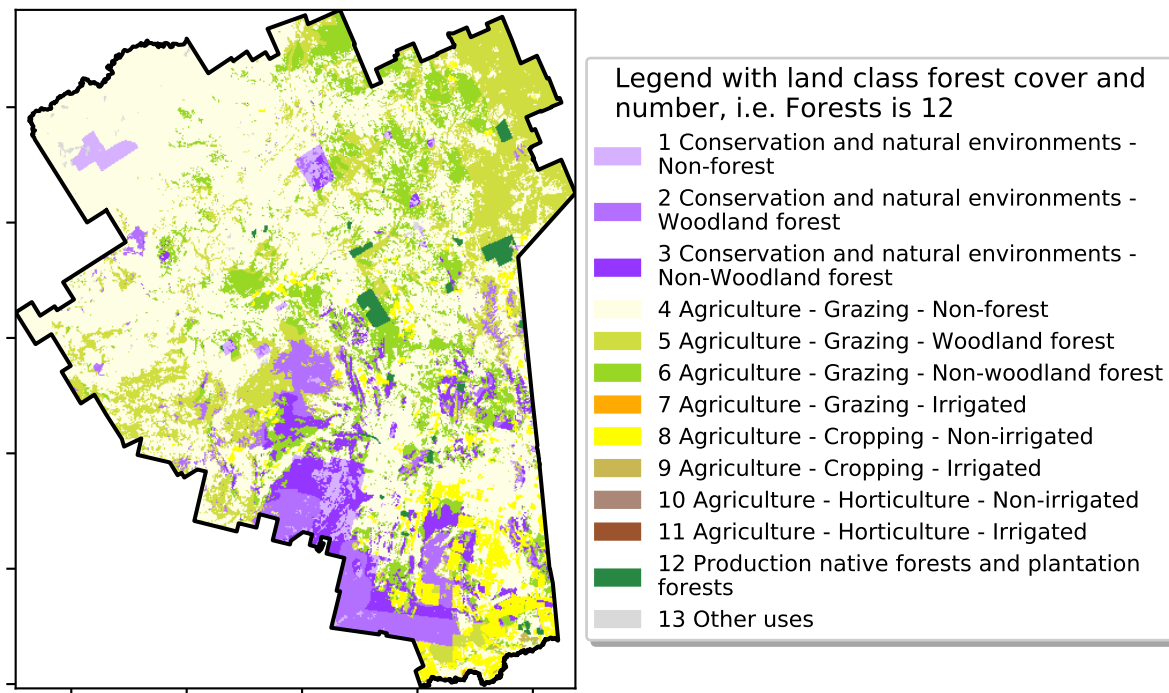 Legend with land class forest cover and
number, i.e. Forests is 12
1 Conservation and natural environments -
Non-forest
2 Conservation and natural environments -
Woodland forest
3 Conservation and natural environments -
Non-Woodland forest
4 Agriculture - Grazing - Non-forest
5 Agriculture - Grazing - Woodland forest
6 Agriculture - Grazing - Non-woodland forest
7 Agriculture - Grazing - Irrigated
8 Agriculture - Cropping - Non-irrigated
9 Agriculture - Cropping - Irrigated
10 Agriculture - Horticulture - Non-irrigated
11 Agriculture - Horticulture - Irrigated
12 Production native forests and plantation
forests
13 Other uses